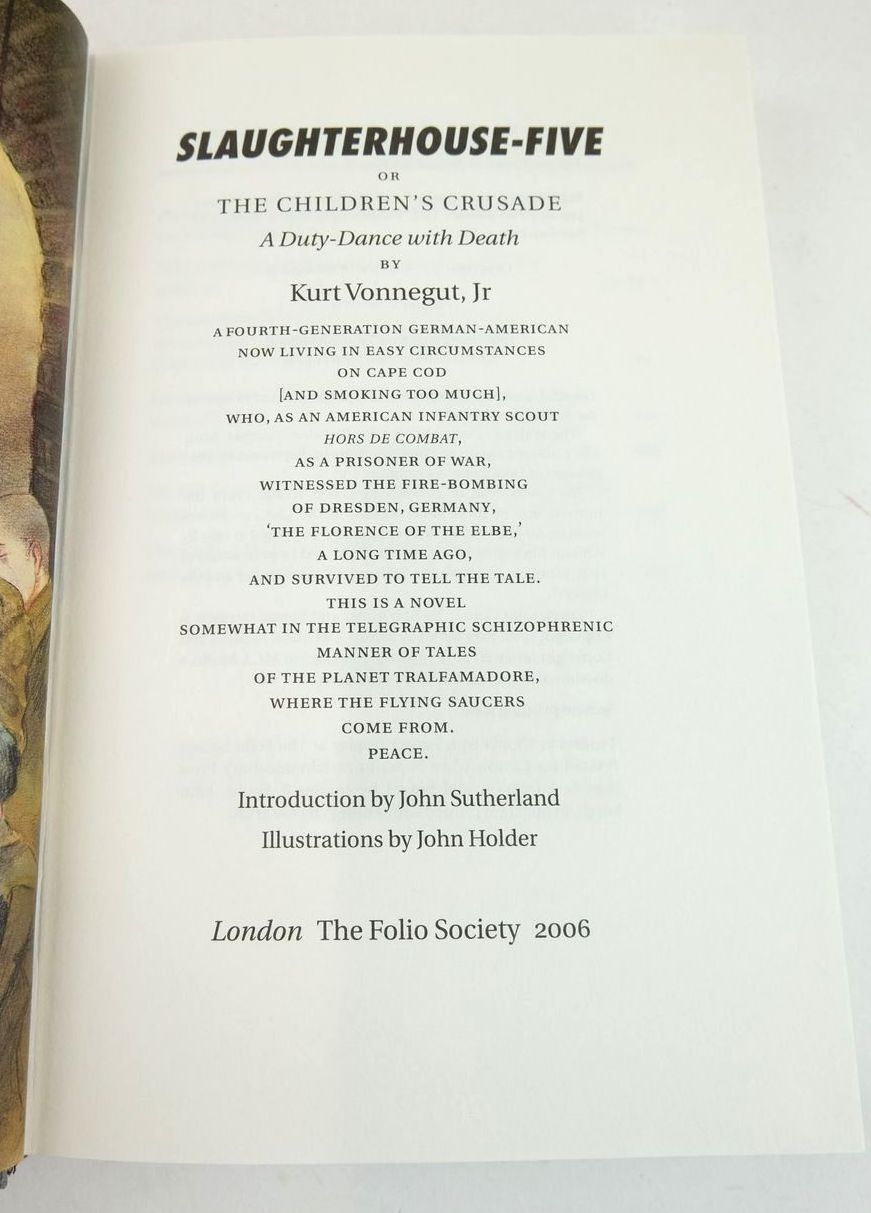 SLAUGHTERHOUSE-FIVE
OR
THE CHILDREN'S CRUSADE
A Duty-Dance with Death
BY
Kurt Vonnegut, Jr
A FOURTH-GENERATION GERMAN-AMERICAN
NOW LIVING IN EASY CIRCUMSTANCES
ON CAPE COD
[AND SMOKING TOO MUCH],
WHO, AS AN AMERICAN INFANTRY SCOUT
HORS DE COMBAT,
AS A PRISONER OF WAR,
WITNESSED THE FIRE-BOMBING
OF DRESDEN, GERMANY,
'THE FLORENCE OF THE ELBE,'
A LONG TIME AGO,
AND SURVIVED TO TELL THE TALE.
THIS IS A NOVEL
SOMEWHAT IN THE TELEGRAPHIC SCHIZOPHRENIC
MANNER OF TALES
OF THE PLANET TRALFAMADORE,
WHERE THE FLYING SAUCERS
COME FROM.
PEACE.
Introduction by John Sutherland
Illustrations by John Holder
London The Folio Society 2006